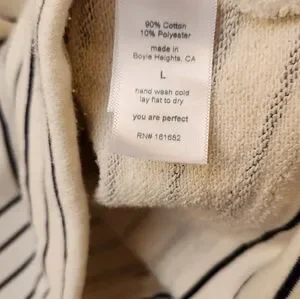 90% Cotton
10% Polyester
made in
Boyle Heights, CA
L
hand wash cold
lay flat to dry
you are perfect
RN# 161662